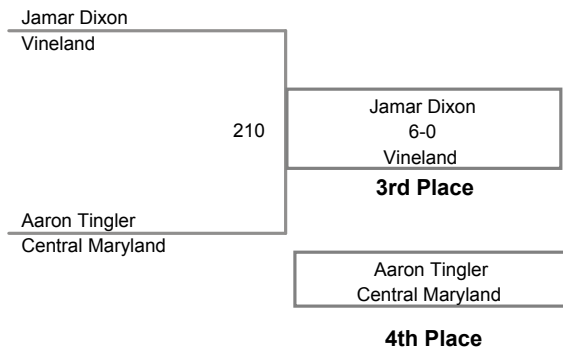 Jamar Dixon
Vineland
210
Jamar Dixon
6-0
Vineland
3rd Place
Aaron Tingler
Central Maryland
Aaron Tingler
Central Maryland
4th Place